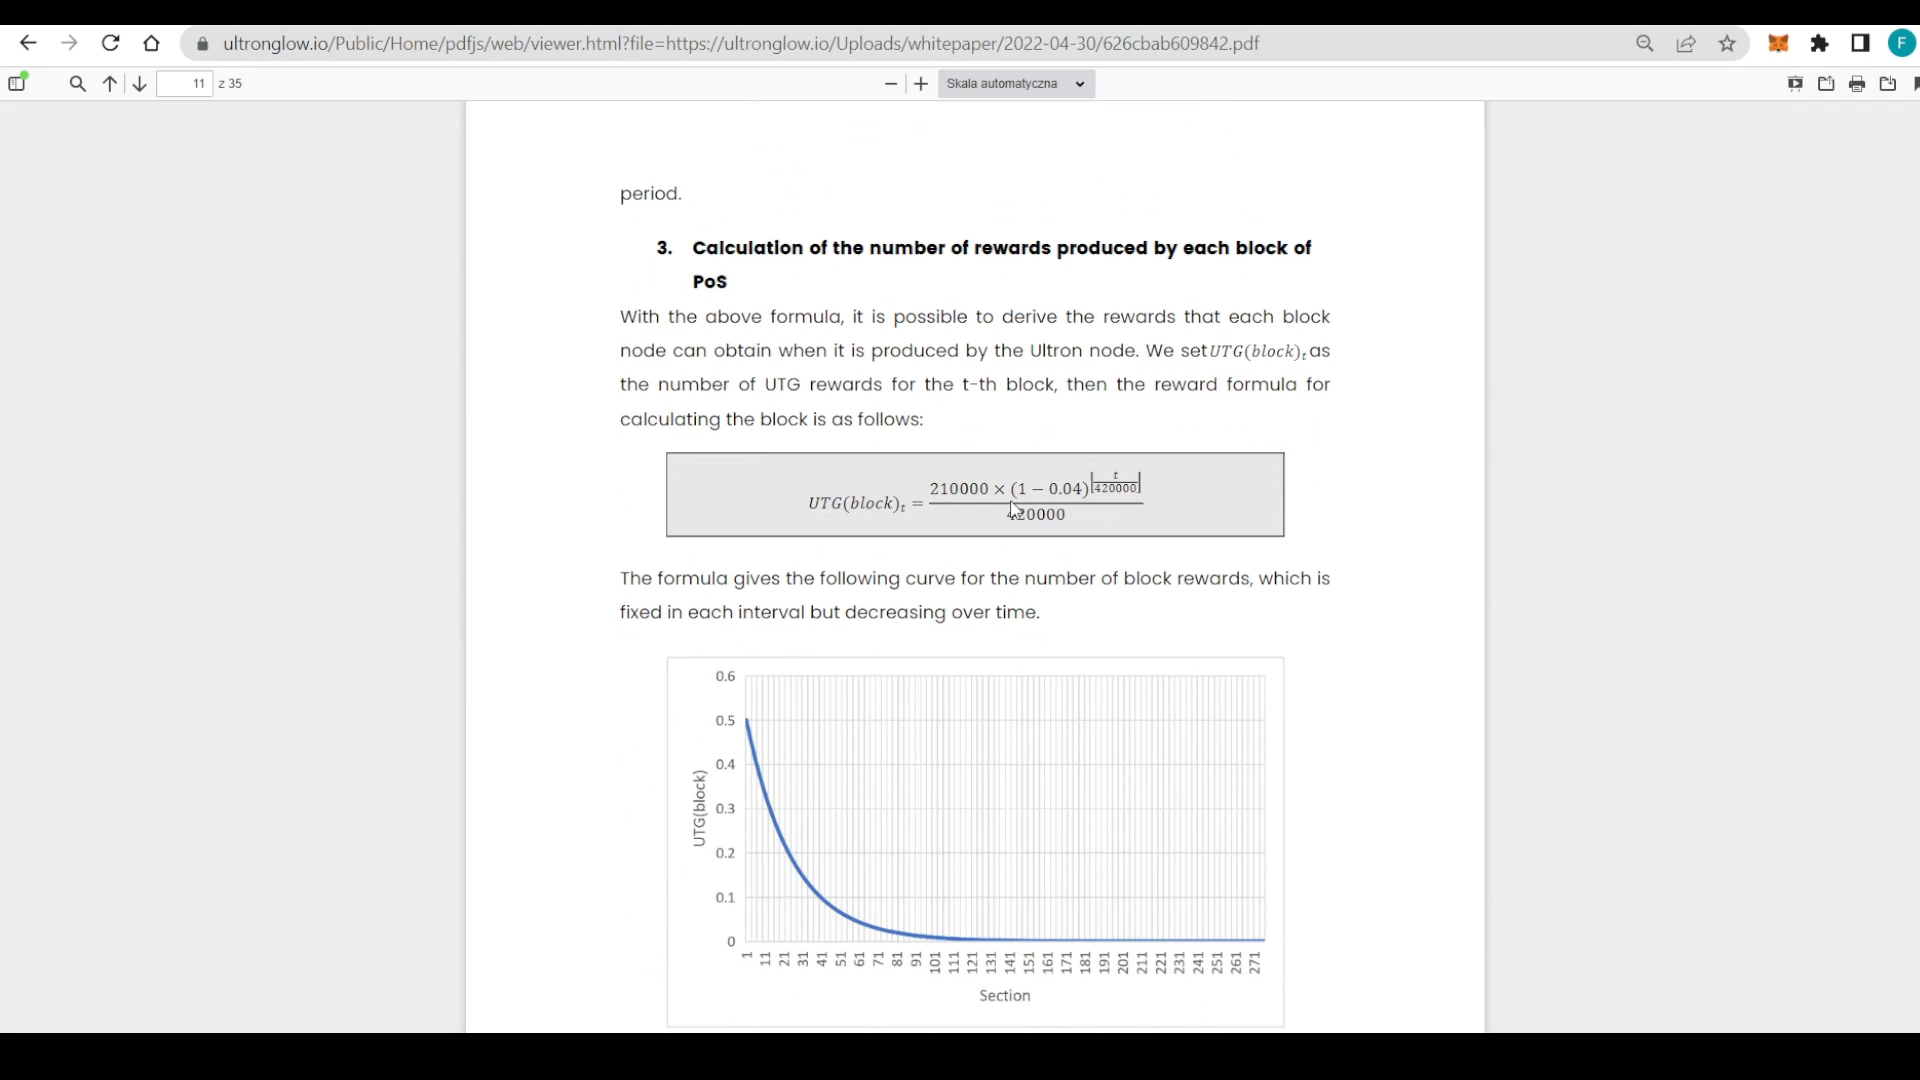 ultronglow.io/Public/Home/pdfjs/web/viewer.html?file=https://ultronglow.io/Uploads/whitepaper/2022-04-30/626cbab609842.pdf
F
11 z 35
Skala automatyczna
period.
3. Calculation of the number of rewards produced by each block of
PoS
With the above formula, it is possible to derive the rewards that each block
node can obtain when it is produced by the Ultron node. We set UTG(block)t as
the number of UTG rewards for the t-th block, then the reward formula for
calculating the block is as follows:
UTG(block)t = 210000 × (1 − 0.04)⌊t/420000⌋ / 420000
The formula gives the following curve for the number of block rewards, which is
fixed in each interval but decreasing over time.
0.6
0.5
0.4
0.3
0.2
0.1
0
UTG(block)
1 11 21 31 41 51 61 71 81 91 101 111 121 131 141 151 161 171 181 191 201 211 221 231 241 251 261 271
Section